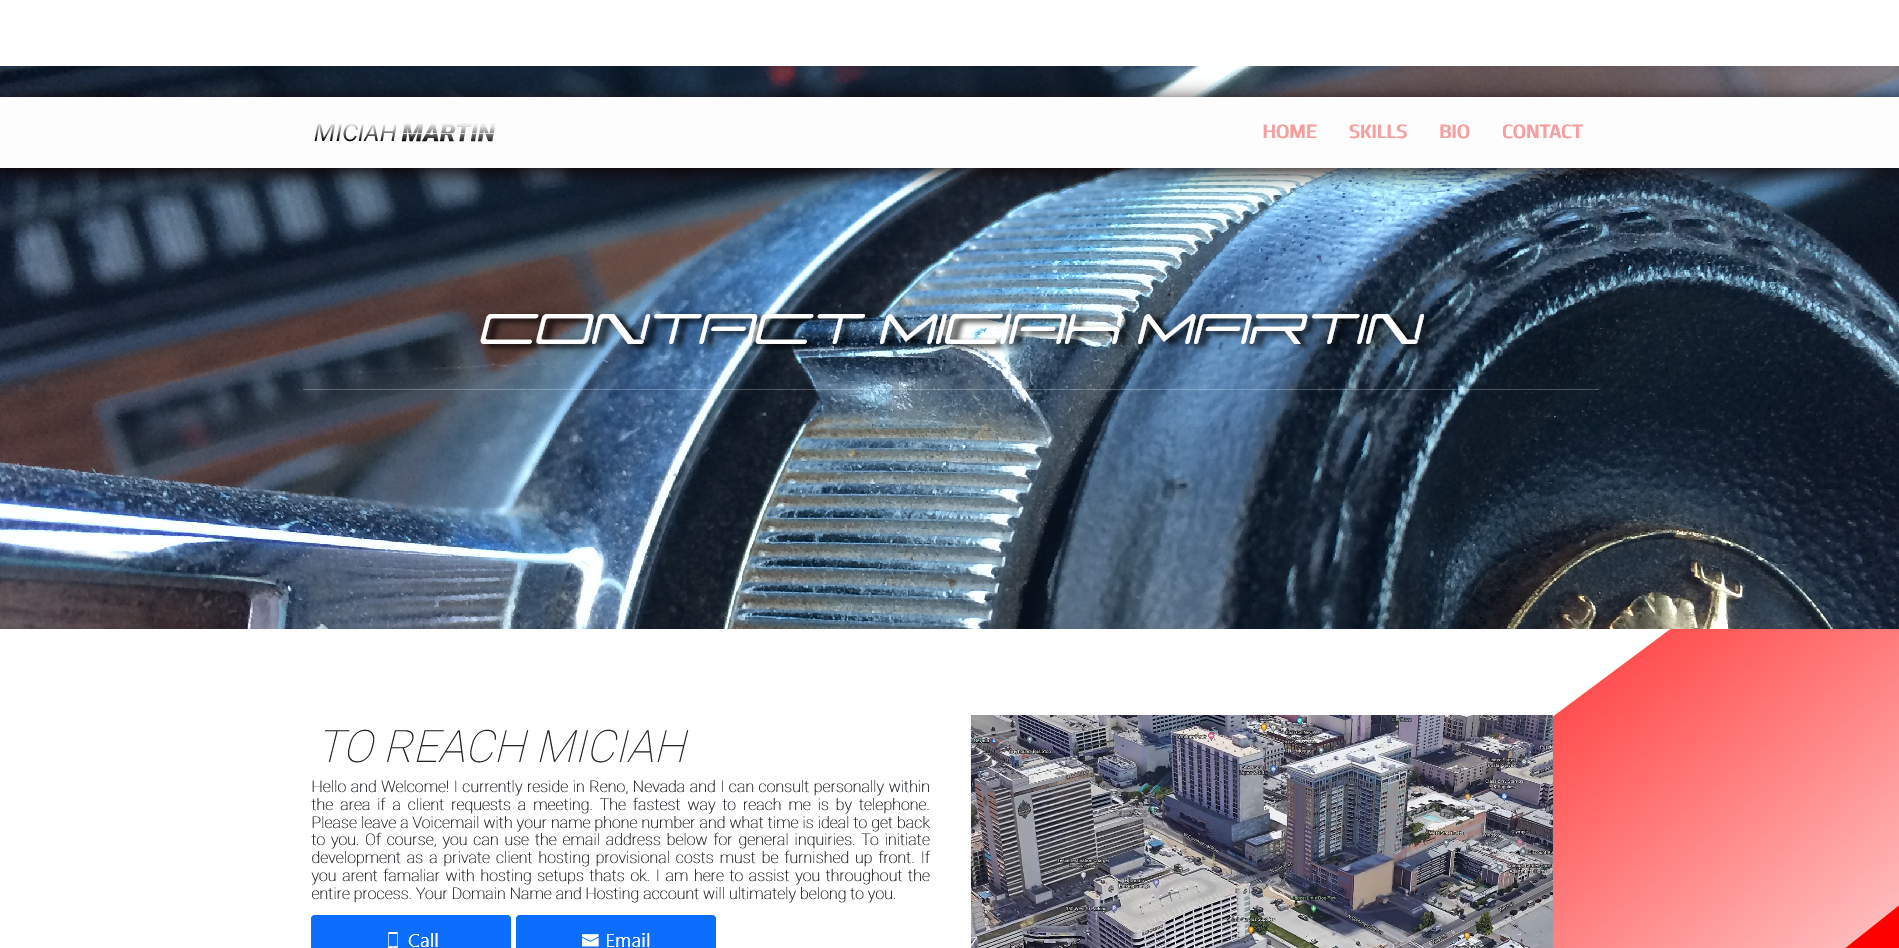 MICIAH MARTIN
HOME SKILLS BIO CONTACT
CONTACT MICIAH MARTIN
TO REACH MICIAH
Hello and Welcome! I currently reside in Reno, Nevada and I can consult personally within
the area if a client requests a meeting. The fastest way to reach me is by telephone.
Please leave a Voicemail with your name phone number and what time is ideal to get back
to you. Of course, you can use the email address below for general inquiries. To initiate
development as a private client hosting provisional costs must be furnished up front. If
you arent famaliar with hosting setups thats ok. I am here to assist you throughout the
entire process. Your Domain Name and Hosting account will ultimately belong to you.
Call
Email